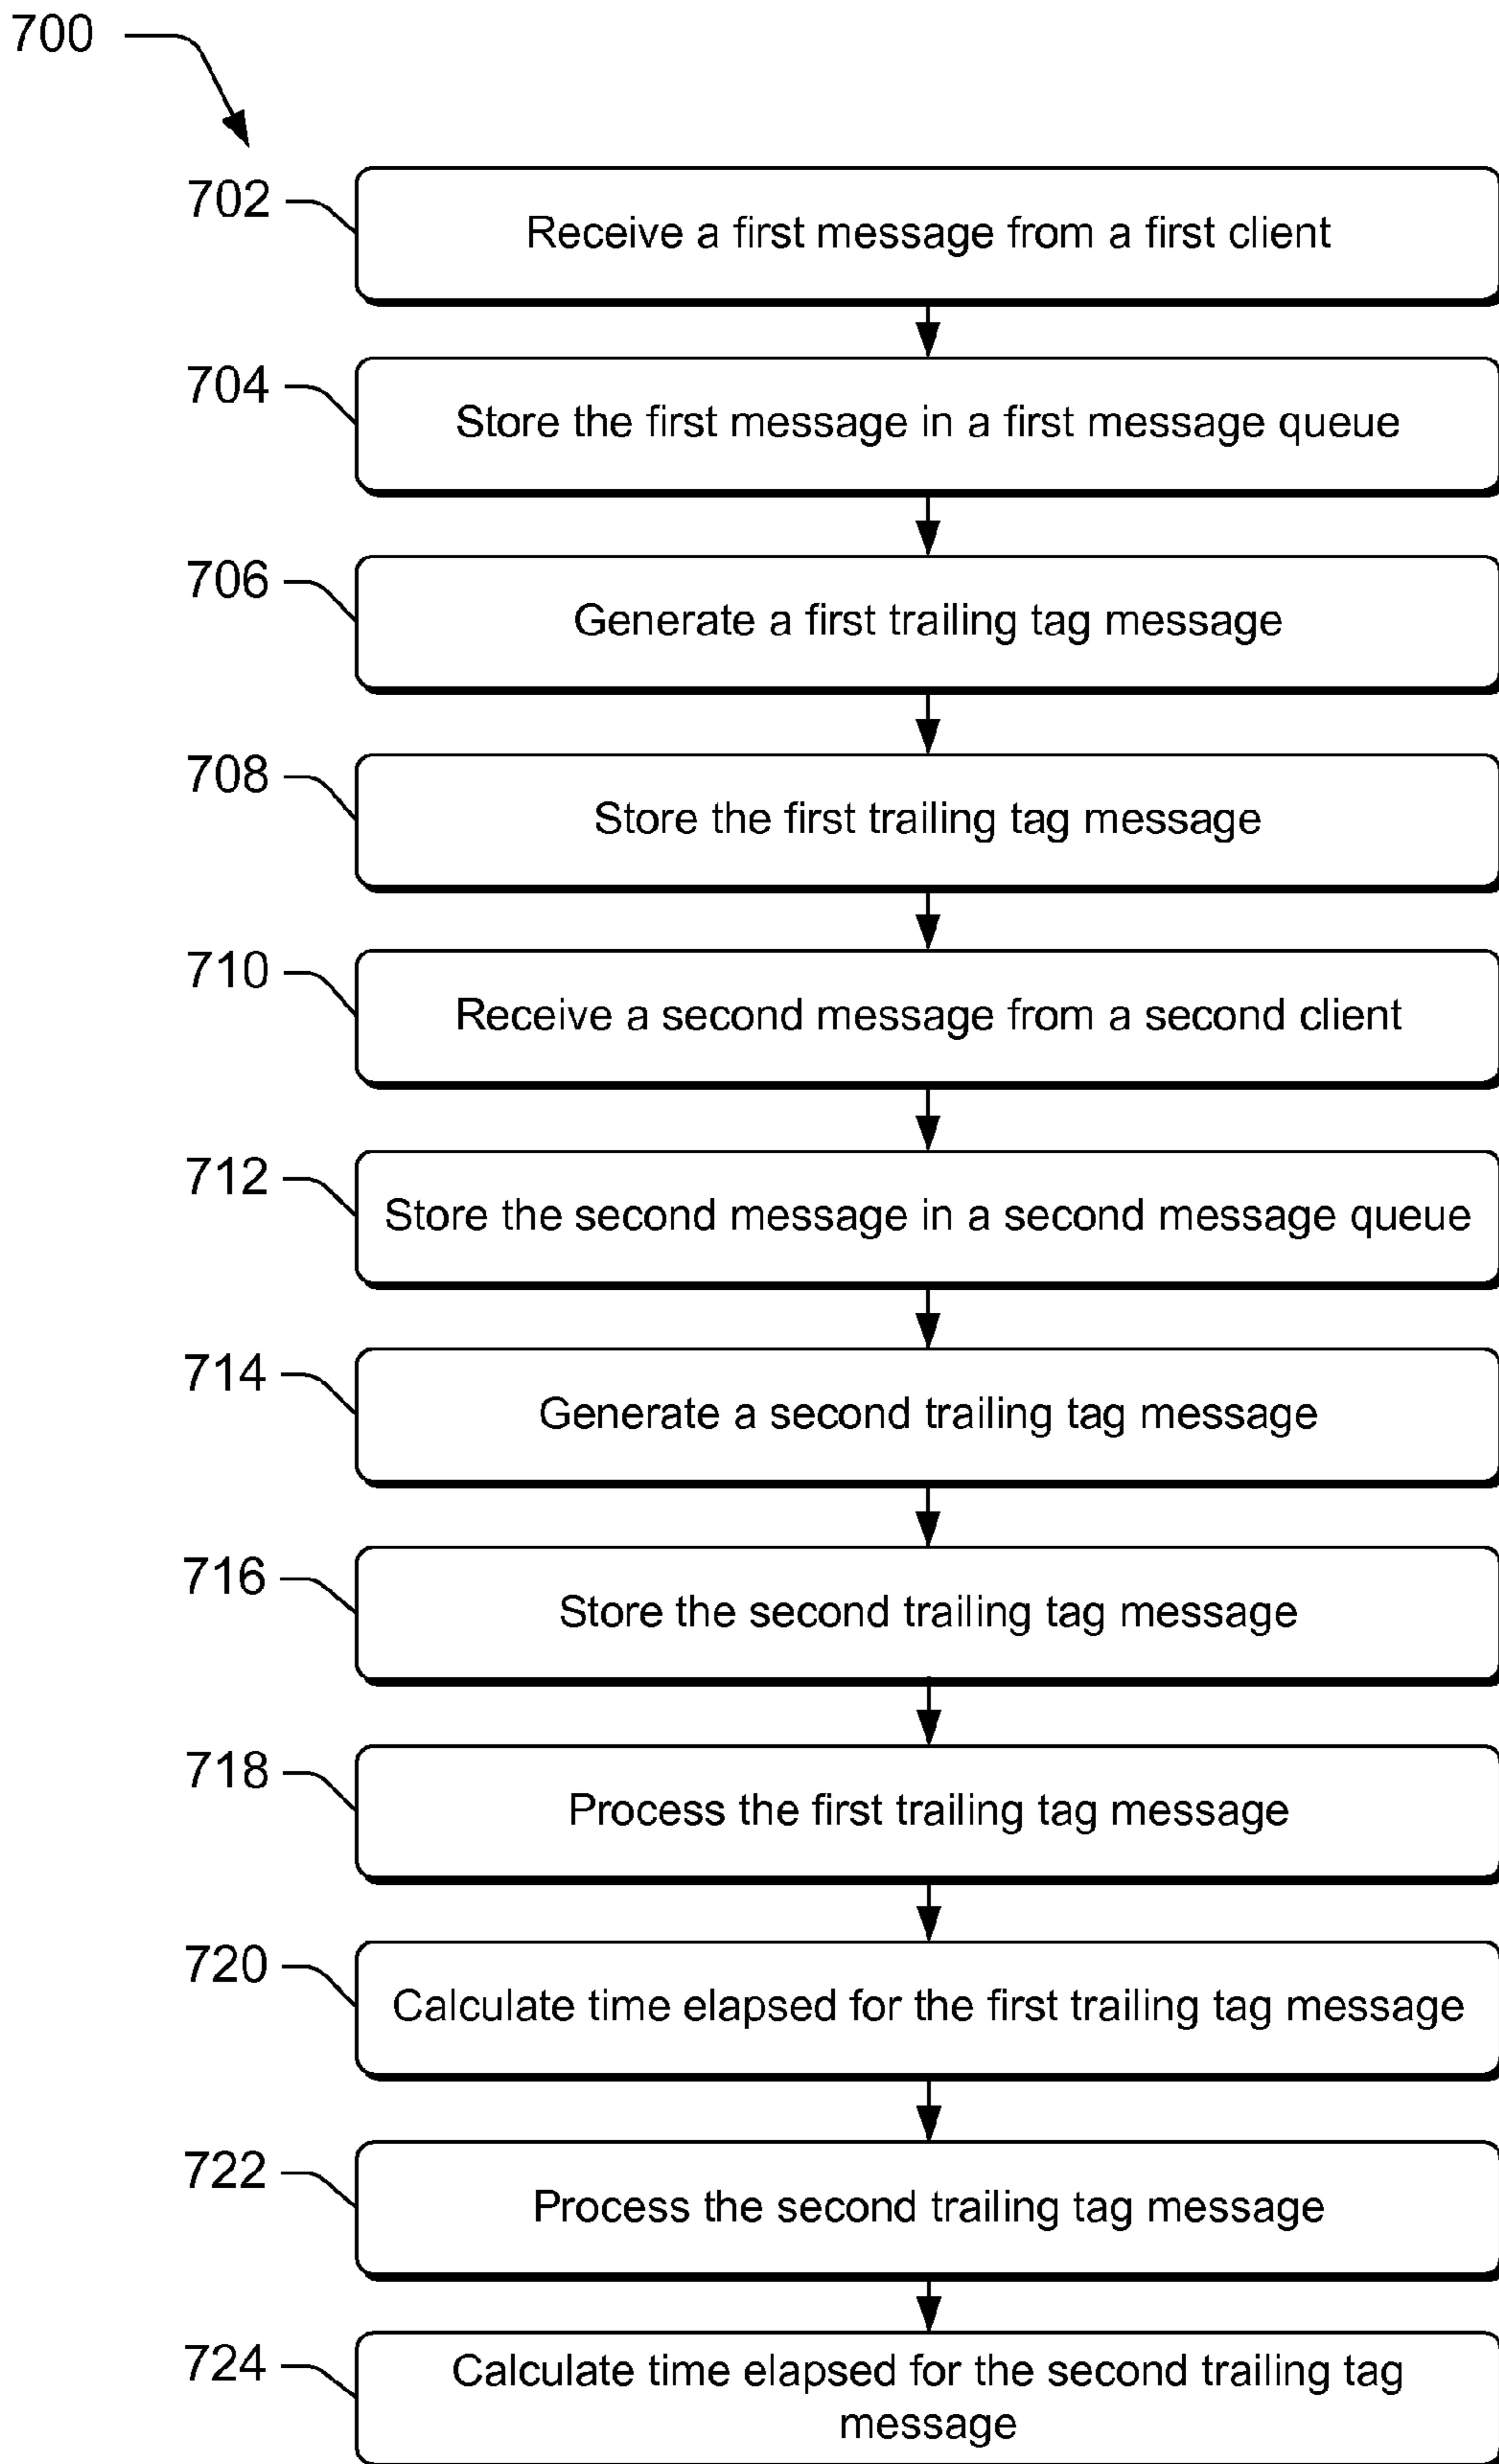 700
702
Receive a first message from a first client
704
Store the first message in a first message queue
706
Generate a first trailing tag message
708
Store the first trailing tag message
710
Receive a second message from a second client
712
Store the second message in a second message queue
714
Generate a second trailing tag message
716
Store the second trailing tag message
718
Process the first trailing tag message
720
Calculate time elapsed for the first trailing tag message
722
Process the second trailing tag message
724
Calculate time elapsed for the second trailing tag
message